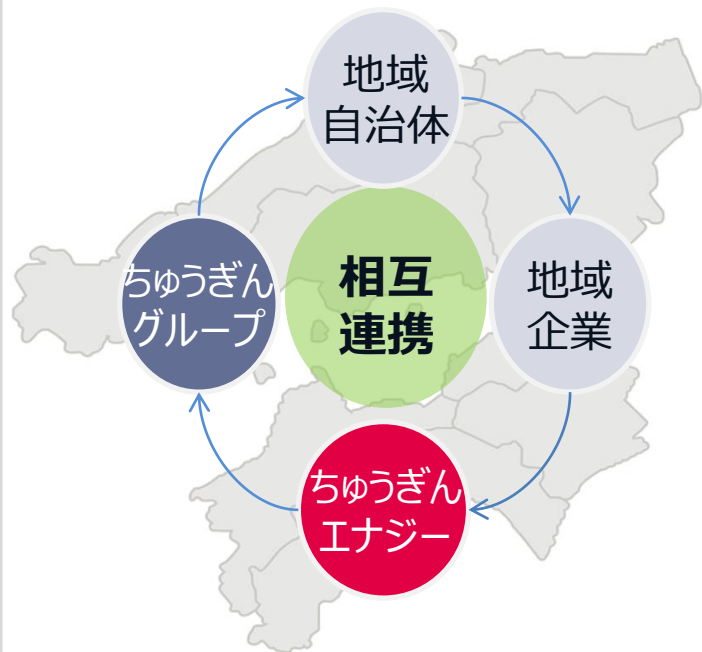 地域
自治体
ちゅうぎん
グループ
相互
連携
地域
企業
ちゅうぎん
エナジー